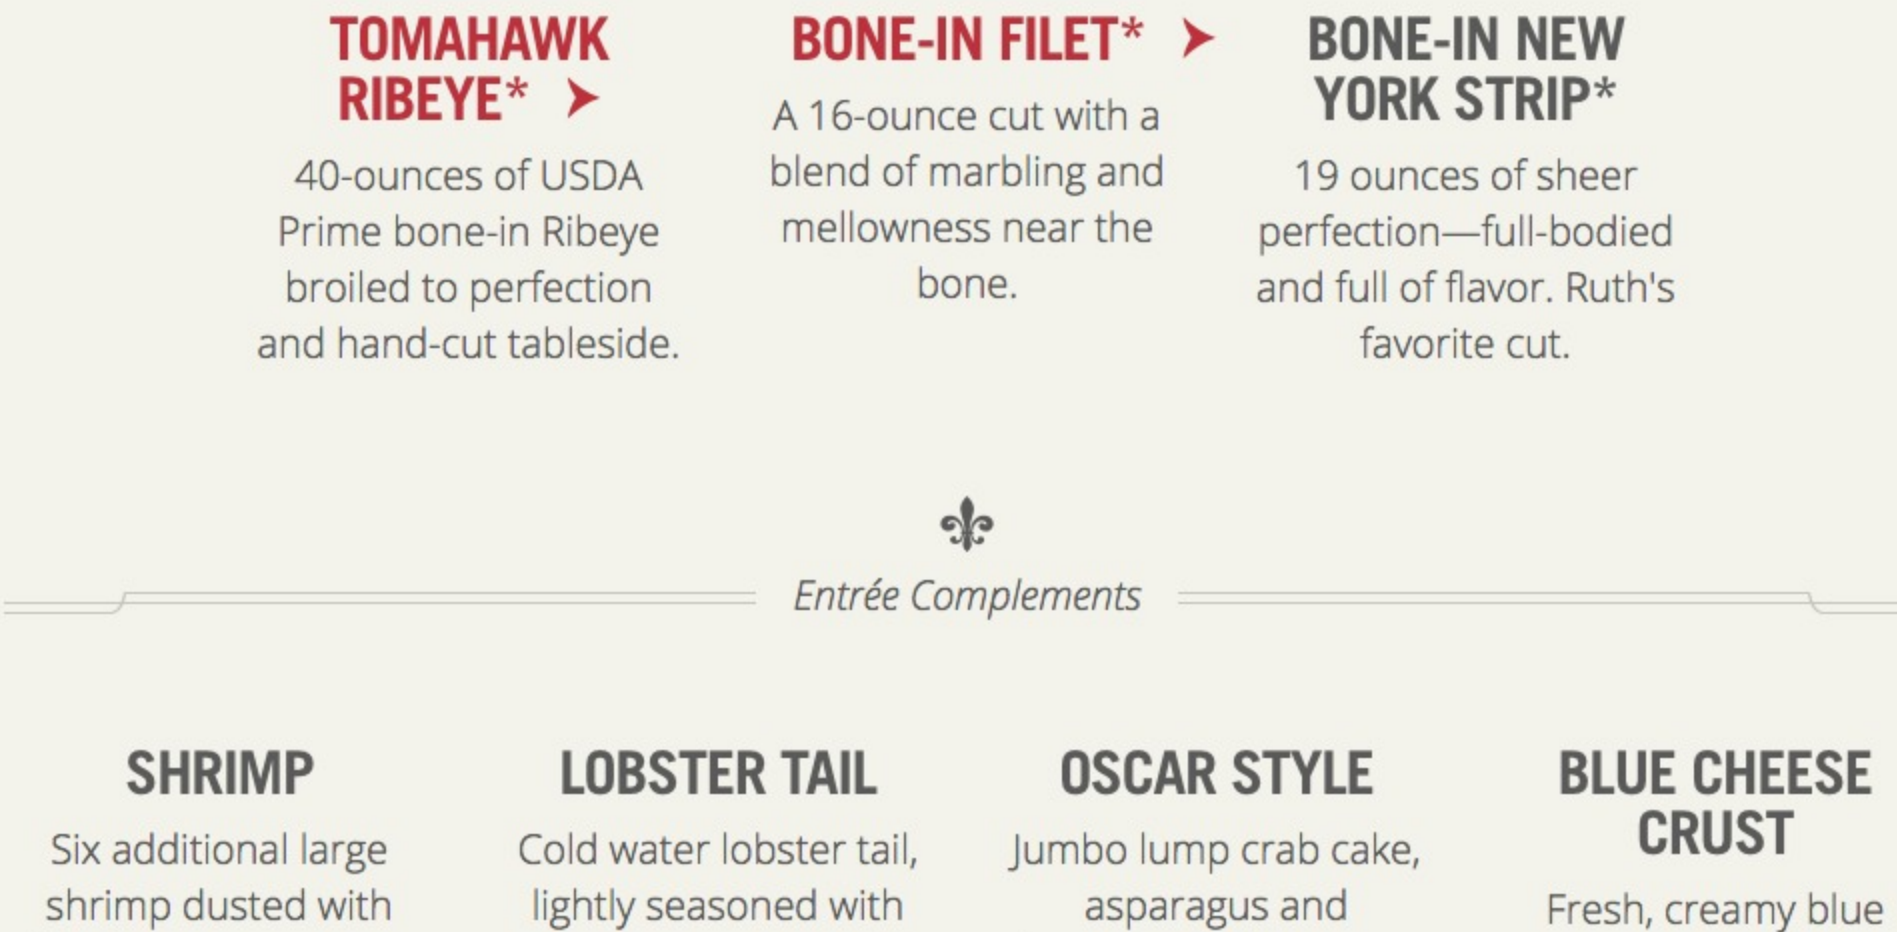 TOMAHAWK
RIBEYE* ➤
40-ounces of USDA
Prime bone-in Ribeye
broiled to perfection
and hand-cut tableside.
BONE-IN FILET* ➤
A 16-ounce cut with a
blend of marbling and
mellowness near the
bone.
BONE-IN NEW
YORK STRIP*
19 ounces of sheer
perfection—full-bodied
and full of flavor. Ruth's
favorite cut.
Entrée Complements
SHRIMP
Six additional large
shrimp dusted with
LOBSTER TAIL
Cold water lobster tail,
lightly seasoned with
OSCAR STYLE
Jumbo lump crab cake,
asparagus and
BLUE CHEESE
CRUST
Fresh, creamy blue